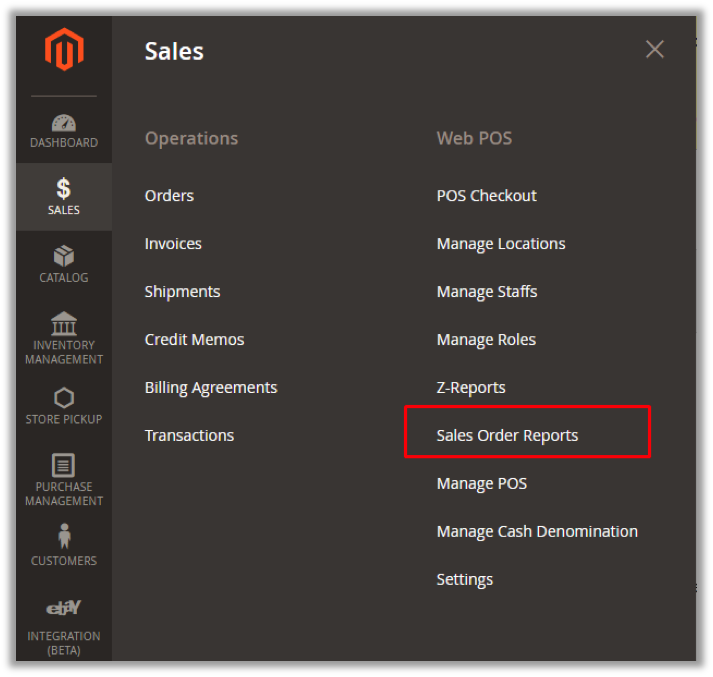 DASHBOARD
SALES
CATALOG
INVENTORY
MANAGEMENT
STORE PICKUP
PURCHASE
MANAGEMENT
CUSTOMERS
ebay
INTEGRATION
(BETA)
Sales
Operations
Orders
Invoices
Shipments
Credit Memos
Billing Agreements
Transactions
Web POS
POS Checkout
Manage Locations
Manage Staffs
Manage Roles
Z-Reports
Sales Order Reports
Manage POS
Manage Cash Denomination
Settings